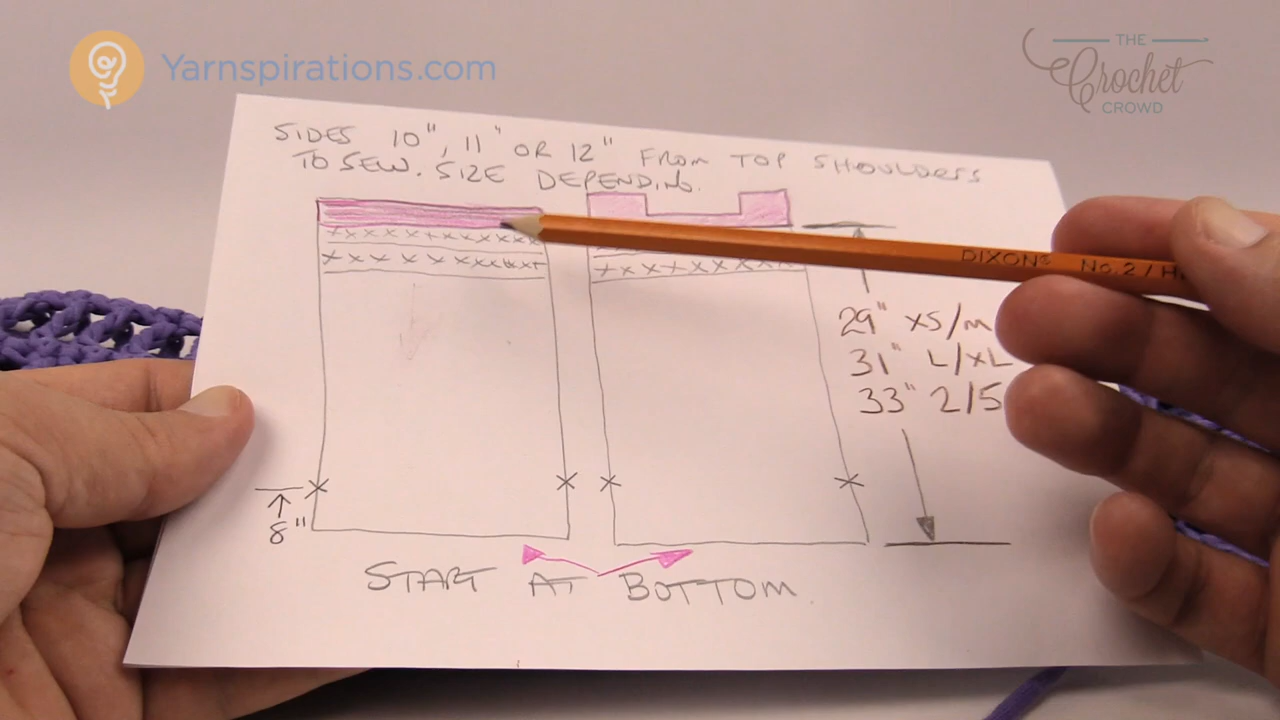 Yarnspirations.com
THE
Crochet
CROWD
SIDES 10", 11" OR 12" FROM TOP SHOULDERS
TO SEW. SIZE DEPENDING.
DIXON® No. 2 / H
29" XS/M
31" L/XL
33" 2/5
8"
START AT BOTTOM.